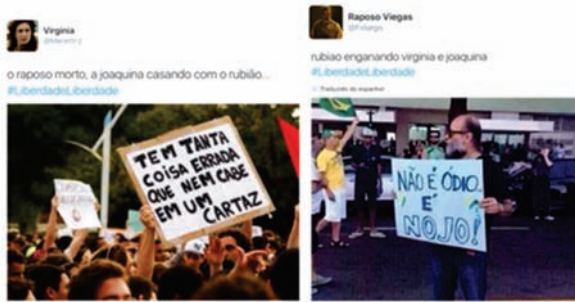 Virginia
o raposo morto, a joaquina casando com o rubião...
#LiberdadeLiberdade
TEM TANTA
COISA ERRADA
QUE NEM CABE
EM UM
CARTAZ
Raposo Viegas
rubiao enganando virginia e joaquina
#LiberdadeLiberdade
Traduzido do espanhol
NÃO É ÓDIO.
É
NOJO!